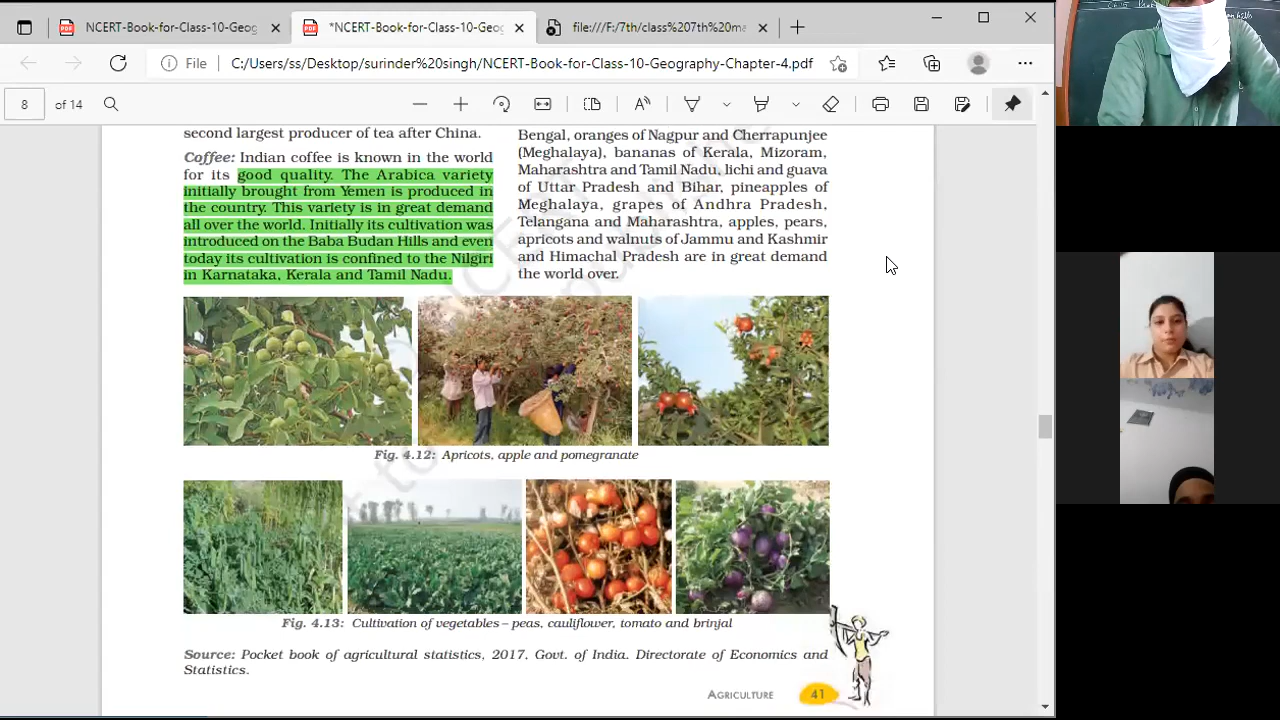 NCERT-Book-for-Class-10-Geog
*NCERT-Book-for-Class-10-Geo
file:///F:/7th/class%207th%20ma
File
C:/Users/ss/Desktop/surinder%20singh/NCERT-Book-for-Class-10-Geography-Chapter-4.pdf
8 of 14
second largest producer of tea after China.
Coffee: Indian coffee is known in the world
for its good quality. The Arabica variety
initially brought from Yemen is produced in
the country. This variety is in great demand
all over the world. Initially its cultivation was
introduced on the Baba Budan Hills and even
today its cultivation is confined to the Nilgiri
in Karnataka, Kerala and Tamil Nadu.
Bengal, oranges of Nagpur and Cherrapunjee
(Meghalaya), bananas of Kerala, Mizoram,
Maharashtra and Tamil Nadu, lichi and guava
of Uttar Pradesh and Bihar, pineapples of
Meghalaya, grapes of Andhra Pradesh,
Telangana and Maharashtra, apples, pears,
apricots and walnuts of Jammu and Kashmir
and Himachal Pradesh are in great demand
the world over.
Fig. 4.12: Apricots, apple and pomegranate
Fig. 4.13: Cultivation of vegetables – peas, cauliflower, tomato and brinjal
Source: Pocket book of agricultural statistics, 2017, Govt. of India. Directorate of Economics and
Statistics.
AGRICULTURE 41